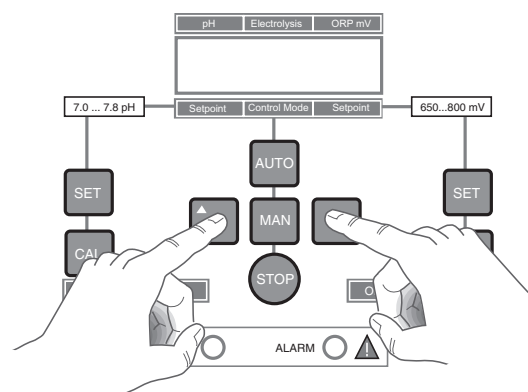 pH Electrolysis ORP mV
7.0 ... 7.8 pH Setpoint Control Mode Setpoint 650...800 mV
AUTO
SET SET
MAN
CAL
STOP
ALARM